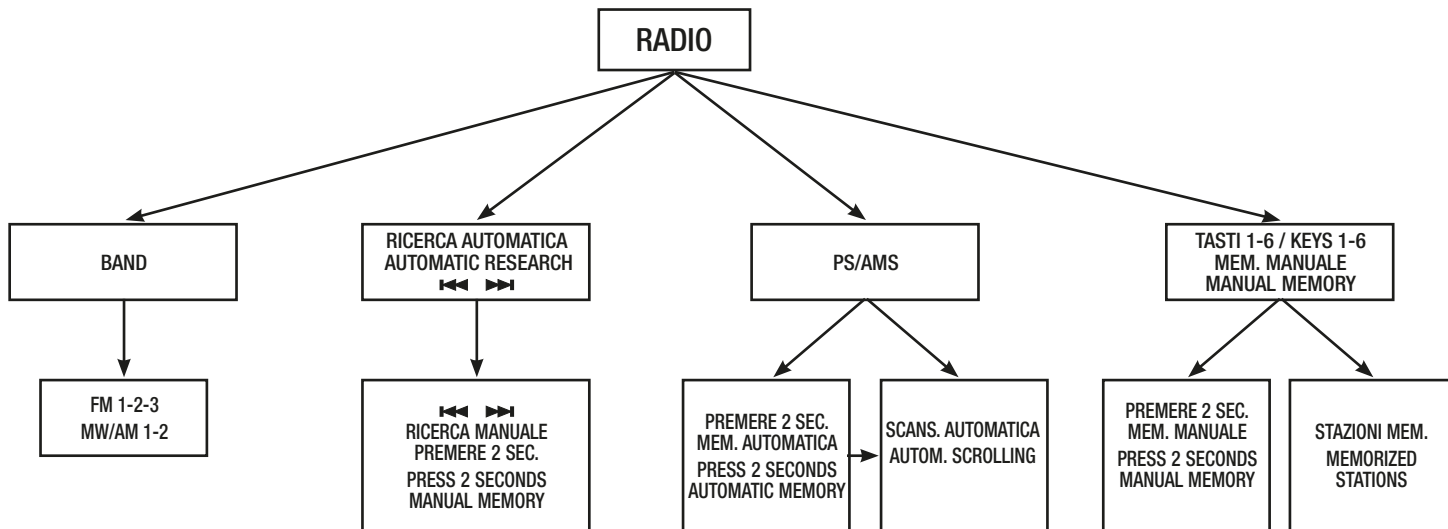 RADIO
BAND
RICERCA AUTOMATICA
AUTOMATIC RESEARCH
PS/AMS
TASTI 1-6 / KEYS 1-6
MEM. MANUALE
MANUAL MEMORY
FM 1-2-3
MW/AM 1-2
RICERCA MANUALE
PREMERE 2 SEC.
PRESS 2 SECONDS
MANUAL MEMORY
PREMERE 2 SEC.
MEM. AUTOMATICA
PRESS 2 SECONDS
AUTOMATIC MEMORY
SCANS. AUTOMATICA
AUTOM. SCROLLING
PREMERE 2 SEC.
MEM. MANUALE
PRESS 2 SECONDS
MANUAL MEMORY
STAZIONI MEM.
MEMORIZED
STATIONS